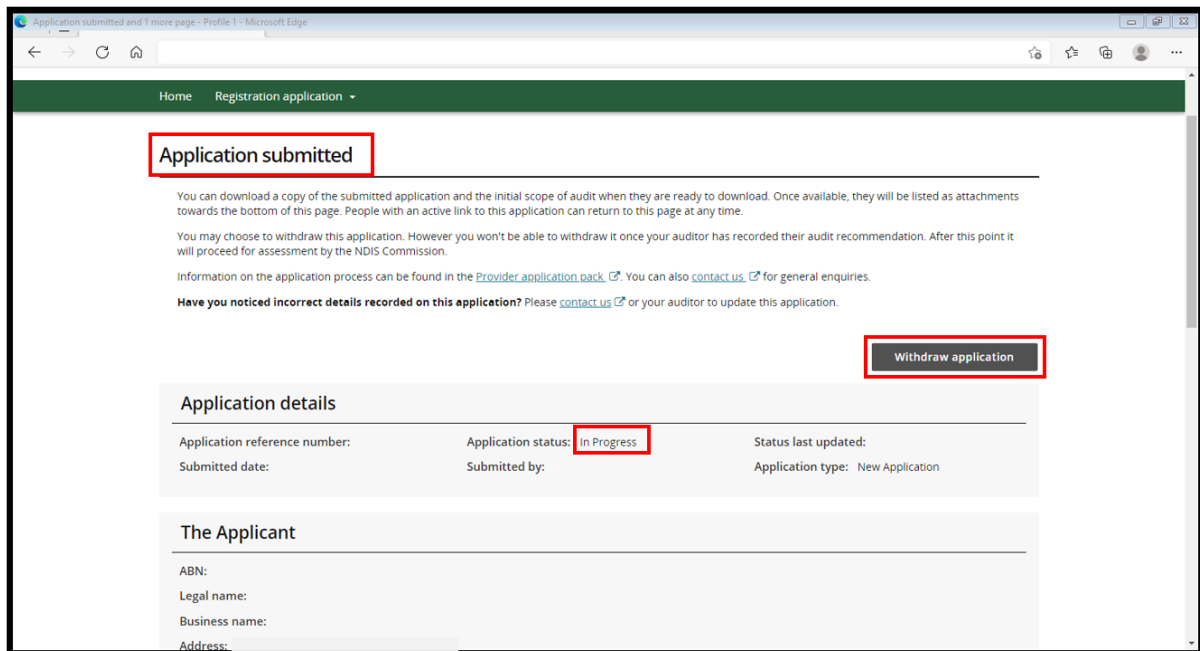 Application submitted and 1 more page - Profile 1 - Microsoft Edge
Home Registration application
Application submitted
You can download a copy of the submitted application and the initial scope of audit when they are ready to download. Once available, they will be listed as attachments
towards the bottom of this page. People with an active link to this application can return to this page at any time.
You may choose to withdraw this application. However you won't be able to withdraw it once your auditor has recorded their audit recommendation. After this point it
will proceed for assessment by the NDIS Commission.
Information on the application process can be found in the Provider application pack. You can also contact us for general enquiries.
Have you noticed incorrect details recorded on this application? Please contact us or your auditor to update this application.
Withdraw application
Application details
Application reference number: Application status: In Progress Status last updated:
Submitted date: Submitted by: Application type: New Application
The Applicant
ABN:
Legal name:
Business name:
Address: